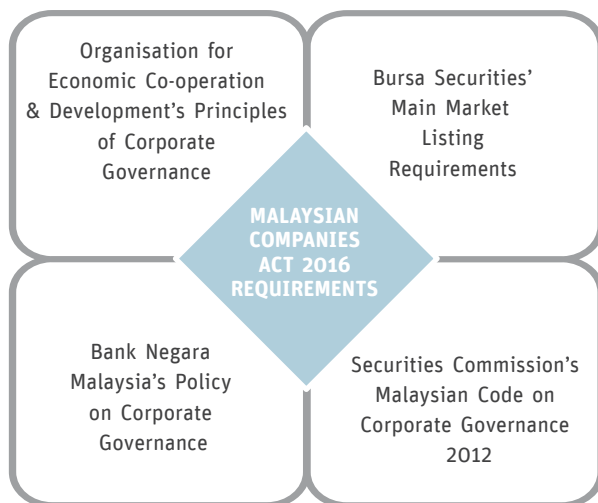 Organisation for
Economic Co-operation
& Development's Principles
of Corporate
Governance
Bursa Securities'
Main Market
Listing
Requirements
MALAYSIAN
COMPANIES
ACT 2016
REQUIREMENTS
Bank Negara
Malaysia's Policy
on Corporate
Governance
Securities Commission's
Malaysian Code on
Corporate Governance
2012